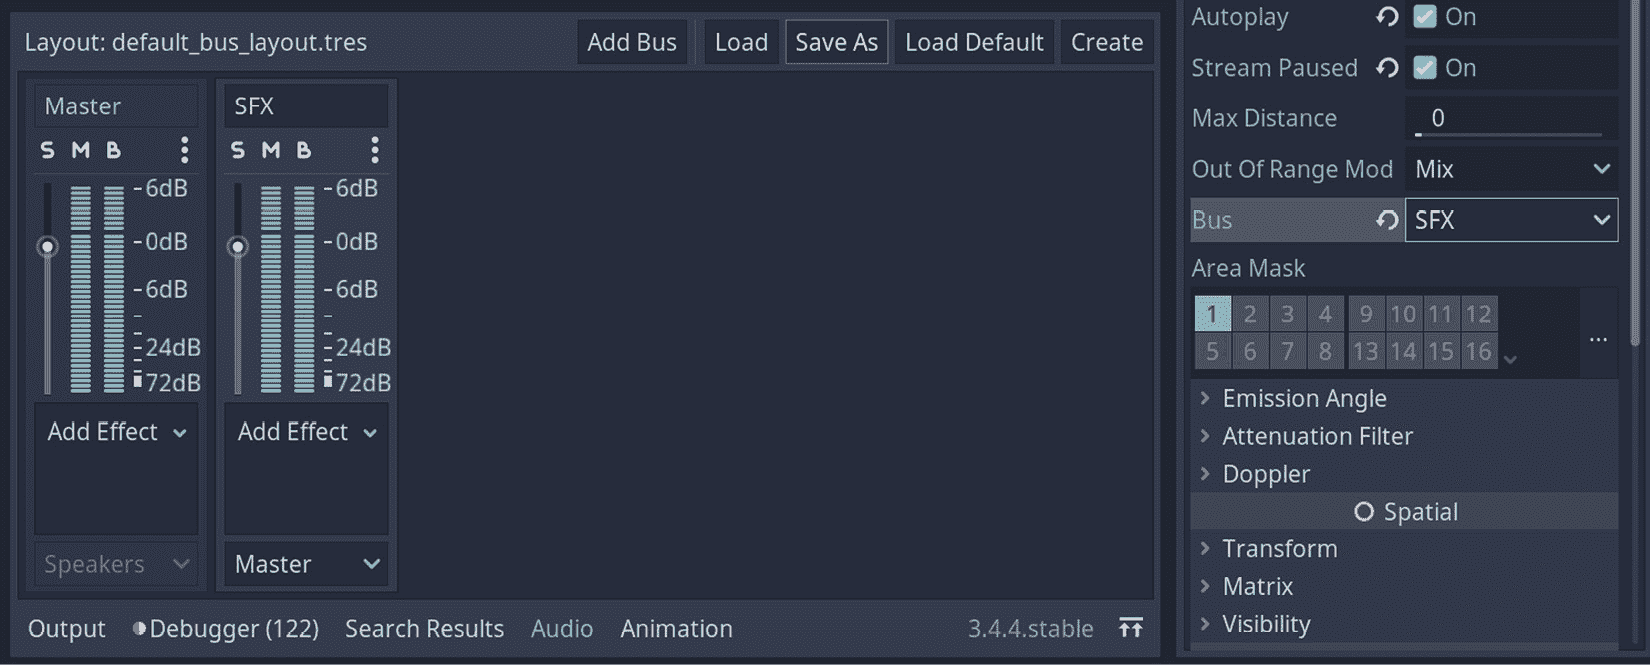 Layout: default_bus_layout.tres
Add Bus
Load
Save As
Load Default
Create
Master
S M B
-6dB
-0dB
-6dB
-24dB
72dB
Add Effect
Speakers
SFX
S M B
-6dB
-0dB
-6dB
-24dB
72dB
Add Effect
Master
Output
Debugger (122)
Search Results
Audio
Animation
3.4.4.stable
Autoplay
On
Stream Paused
On
Max Distance
0
Out Of Range Mod
Mix
Bus
SFX
Area Mask
1 2 3 4 9 10 11 12
5 6 7 8 13 14 15 16
...
Emission Angle
Attenuation Filter
Doppler
Spatial
Transform
Matrix
Visibility